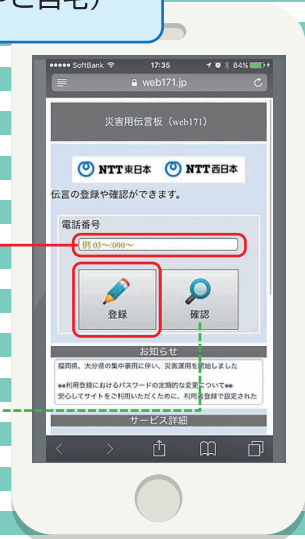 ご自宅）
●●●●● SoftBank 17:35 84%
web171.jp
災害用伝言板（web171）
NTT東日本 NTT西日本
伝言の登録や確認ができます。
電話番号
例 03～/090～
登録 確認
お知らせ
福岡県、大分県の集中豪雨に伴い、災害運用を開始しました
**利用登録におけるパスワードの定期的な変更について**
安心してサイトをご利用いただくために、利用者登録で設定された
サービス詳細